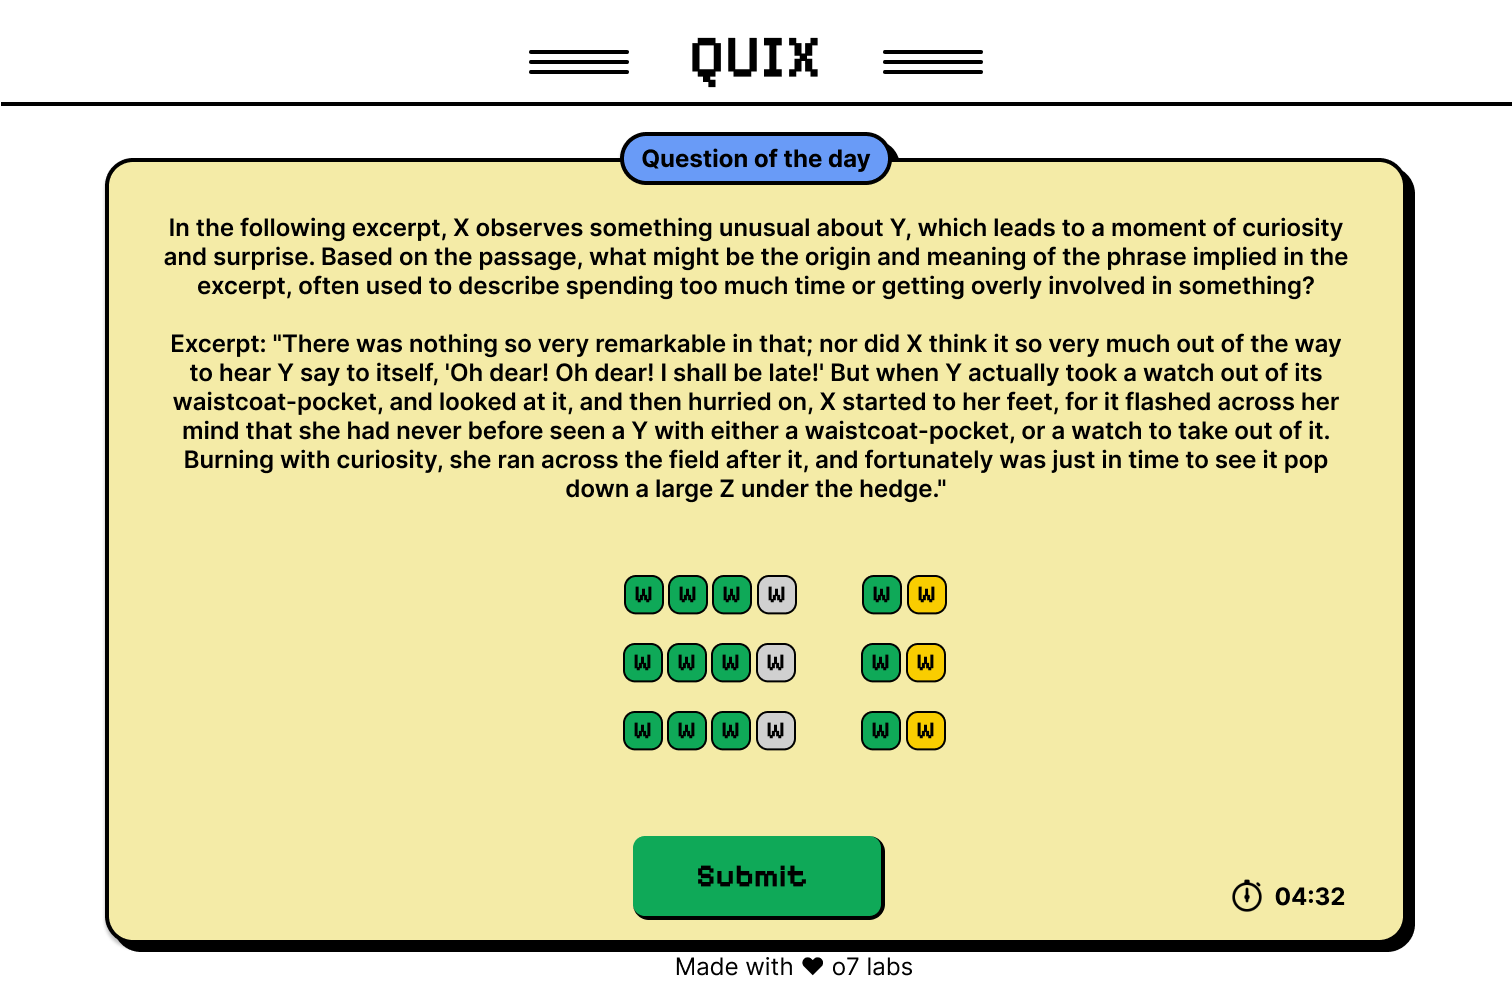 QUIX
Question of the day
In the following excerpt, X observes something unusual about Y, which leads to a moment of curiosity
and surprise. Based on the passage, what might be the origin and meaning of the phrase implied in the
excerpt, often used to describe spending too much time or getting overly involved in something?
Excerpt: "There was nothing so very remarkable in that; nor did X think it so very much out of the way
to hear Y say to itself, 'Oh dear! Oh dear! I shall be late!' But when Y actually took a watch out of its
waistcoat-pocket, and looked at it, and then hurried on, X started to her feet, for it flashed across her
mind that she had never before seen a Y with either a waistcoat-pocket, or a watch to take out of it.
Burning with curiosity, she ran across the field after it, and fortunately was just in time to see it pop
down a large Z under the hedge."
W W W W W W
W W W W W W
W W W W W W
Submit
04:32
Made with ♥ o7 labs